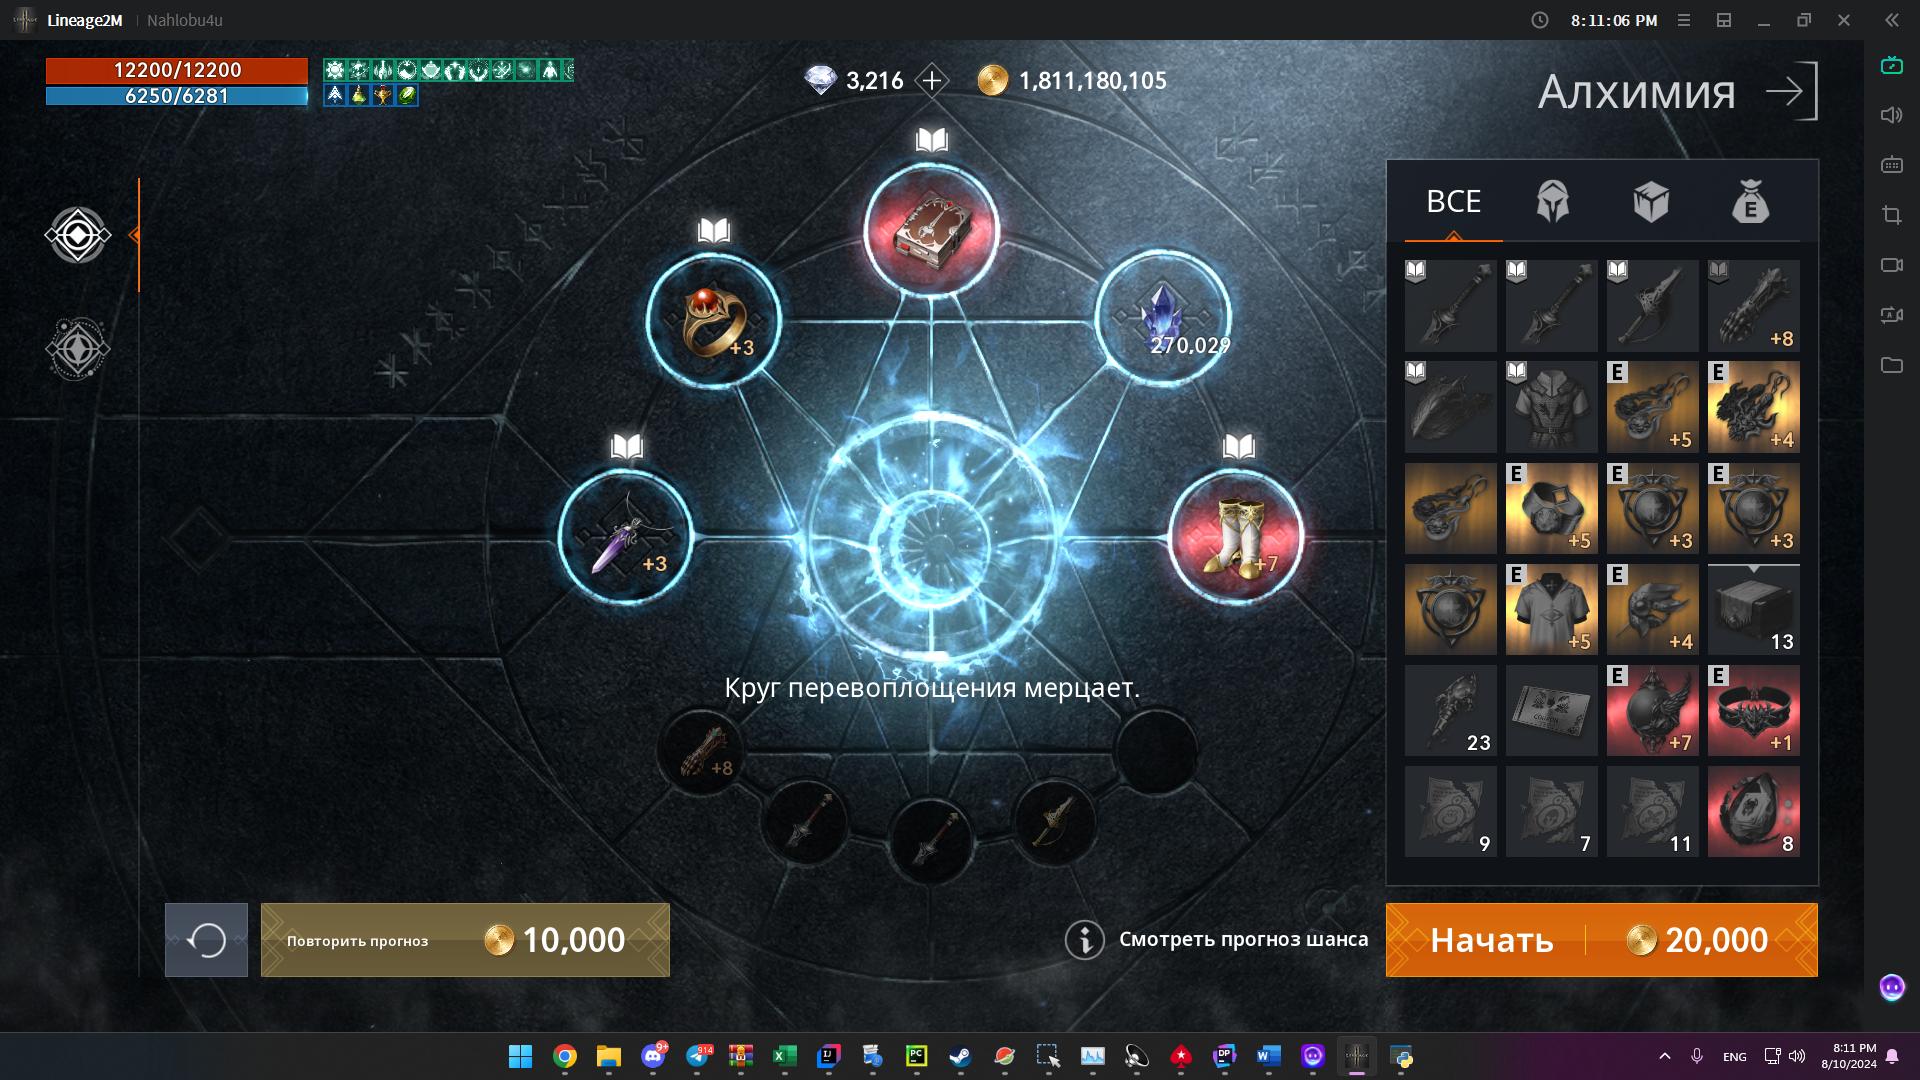 Lineage2M
Nahlobu4u
8:11:06 PM
12200/12200
6250/6281
3,216
1,811,180,105
Алхимия
ВСЕ
+3
270,029
+3
+7
Круг перевоплощения мерцает.
+8
+8
E
E
+5
+4
E
E
E
+5
+3
+3
E
E
+5
+4
13
E
E
23
COUPON
+7
+1
9
7
11
8
Повторить прогноз
10,000
Смотреть прогноз шанса
Начать
20,000
9+
914
ENG
8:11 PM
8/10/2024